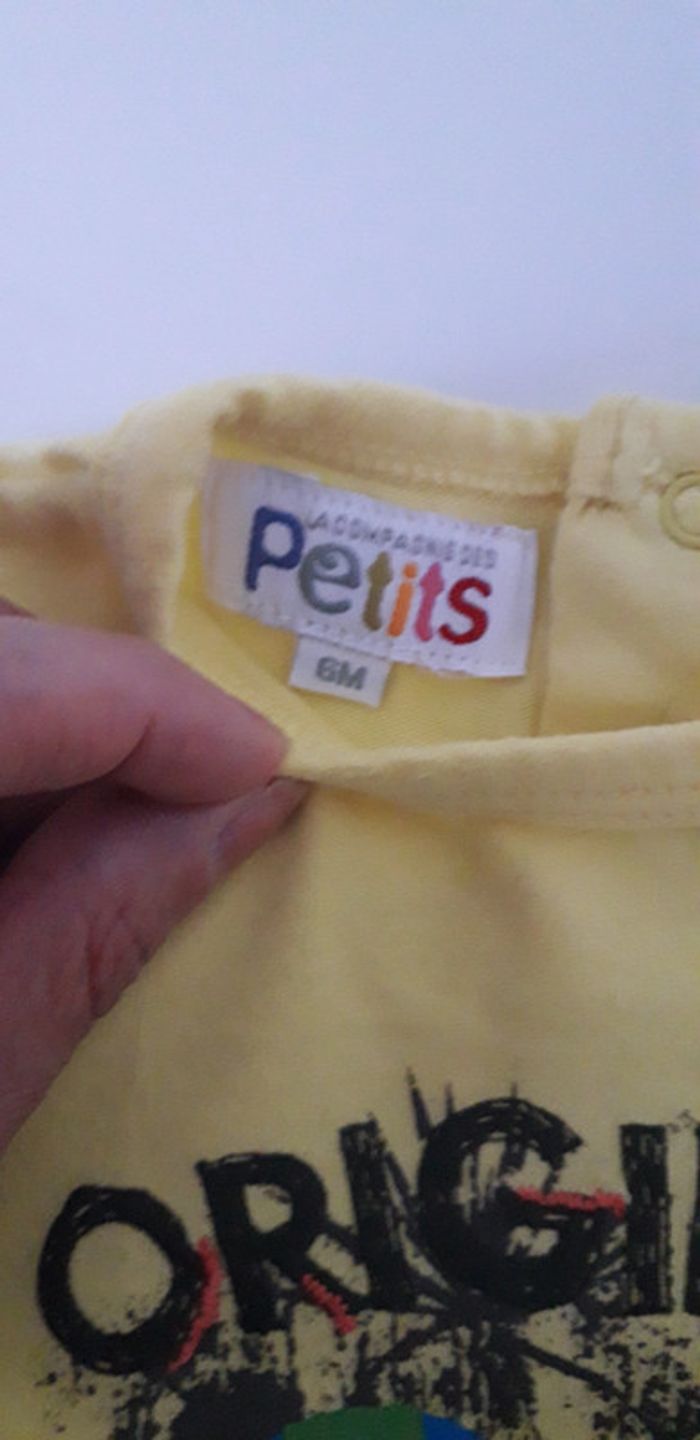 LA COMPAGNIE DES
Petits
6M
ORIGI